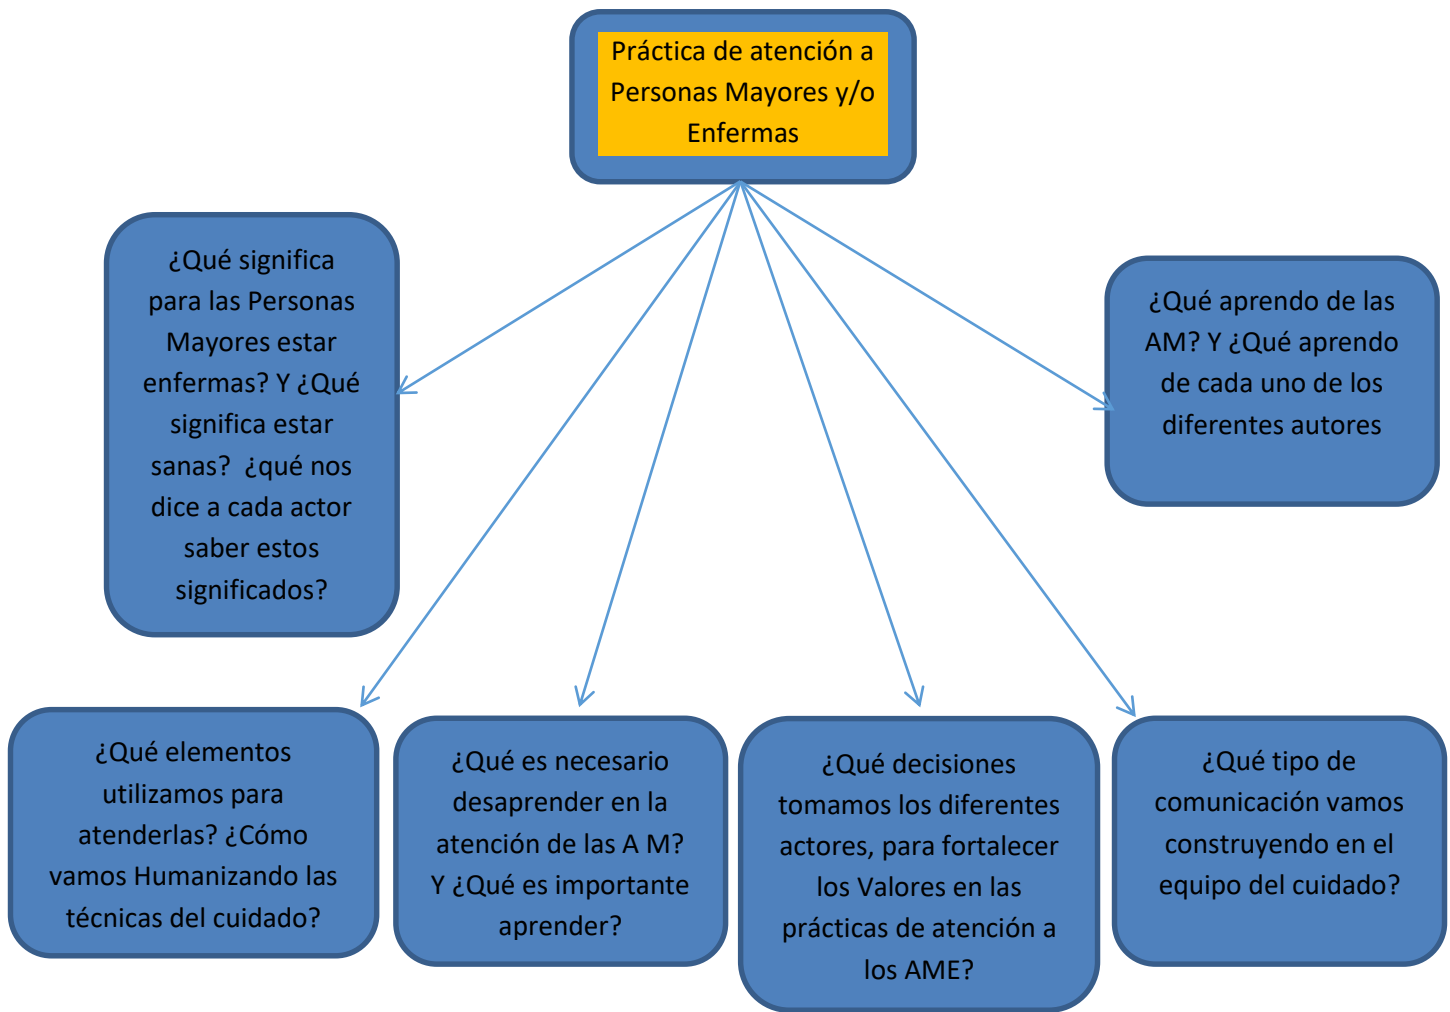 Práctica de atención a
Personas Mayores y/o
Enfermas
¿Qué significa
para las Personas
Mayores estar
enfermas? Y ¿Qué
significa estar
sanas?  ¿qué nos
dice a cada actor
saber estos
significados?
¿Qué aprendo de las
AM? Y ¿Qué aprendo
de cada uno de los
diferentes autores
¿Qué elementos
utilizamos para
atenderlas? ¿Cómo
vamos Humanizando las
técnicas del cuidado?
¿Qué es necesario
desaprender en la
atención de las A M?
Y ¿Qué es importante
aprender?
¿Qué decisiones
tomamos los diferentes
actores, para fortalecer
los Valores en las
prácticas de atención a
los AME?
¿Qué tipo de
comunicación vamos
construyendo en el
equipo del cuidado?